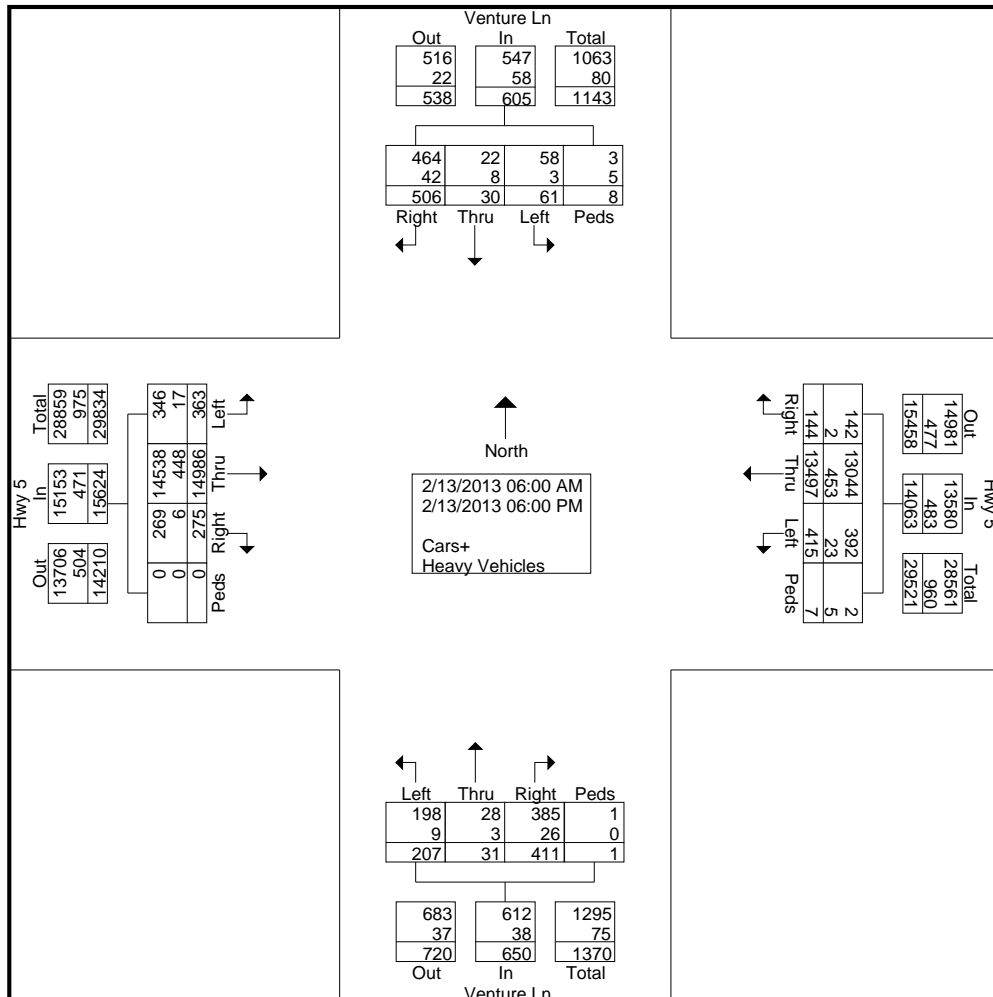 Venture Ln
Out In Total
516 547 1063
22 58 80
538 605 1143
464 22 58 3
42 8 3 5
506 30 61 8
Right Thru Left Peds
Hwy 5
Total In Out
28859 15153 13706
975 471 504
29834 15624 14210
346 14538 269 0
17 448 6 0
363 14986 275 0
Left Thru Right Peds
North
2/13/2013 06:00 AM
2/13/2013 06:00 PM
Cars+
Heavy Vehicles
Right Thru Left Peds
144 13497 415 7
2 453 23 5
142 13044 392 2
Out In Total
14981 13580 28561
477 483 960
15458 14063 29521
Hwy 5
Left Thru Right Peds
198 28 385 1
9 3 26 0
207 31 411 1
683 612 1295
37 38 75
720 650 1370
Out In Total
Venture Ln